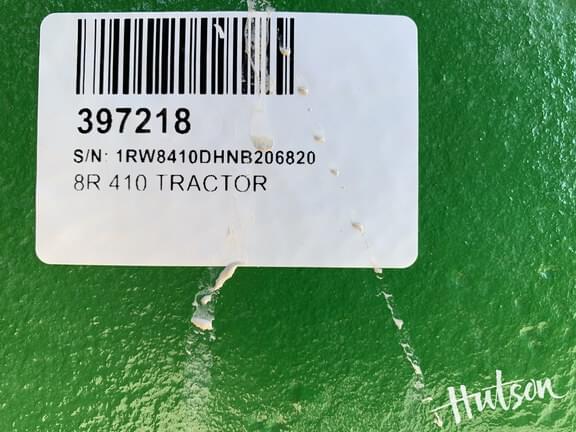 397218
S/N: 1RW8410DHNB206820
8R 410 TRACTOR
Hutson